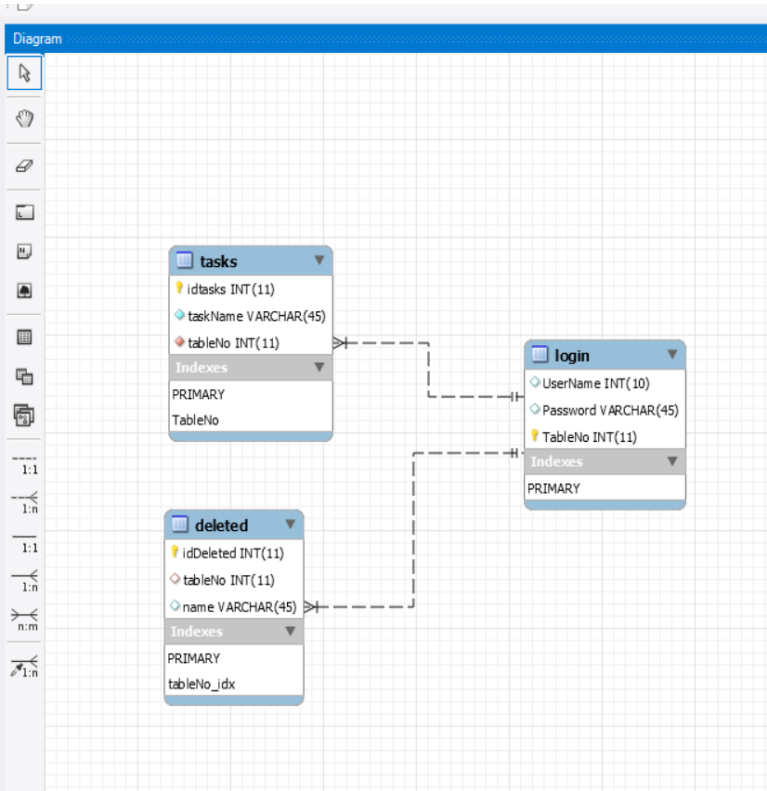 Diagram
tasks
idtasks INT(11)
taskName VARCHAR(45)
tableNo INT(11)
Indexes
PRIMARY
TableNo
login
UserName INT(10)
Password VARCHAR(45)
TableNo INT(11)
Indexes
PRIMARY
deleted
idDeleted INT(11)
tableNo INT(11)
name VARCHAR(45)
Indexes
PRIMARY
tableNo_idx
1:1
1:n
1:1
1:n
n:m
1:n